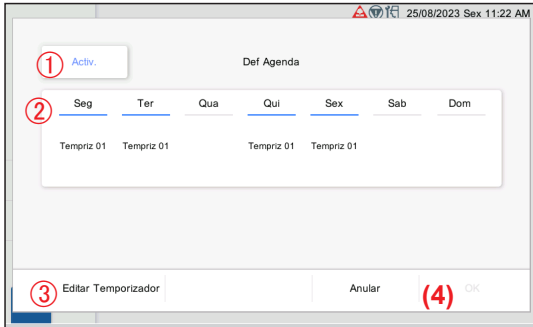 25/08/2023 Sex 11:22 AM
① Activ.
Def Agenda
② Seg Ter Qua Qui Sex Sab Dom
Tempriz 01 Tempriz 01 Tempriz 01 Tempriz 01
③ Editar Temporizador Anular (4) OK